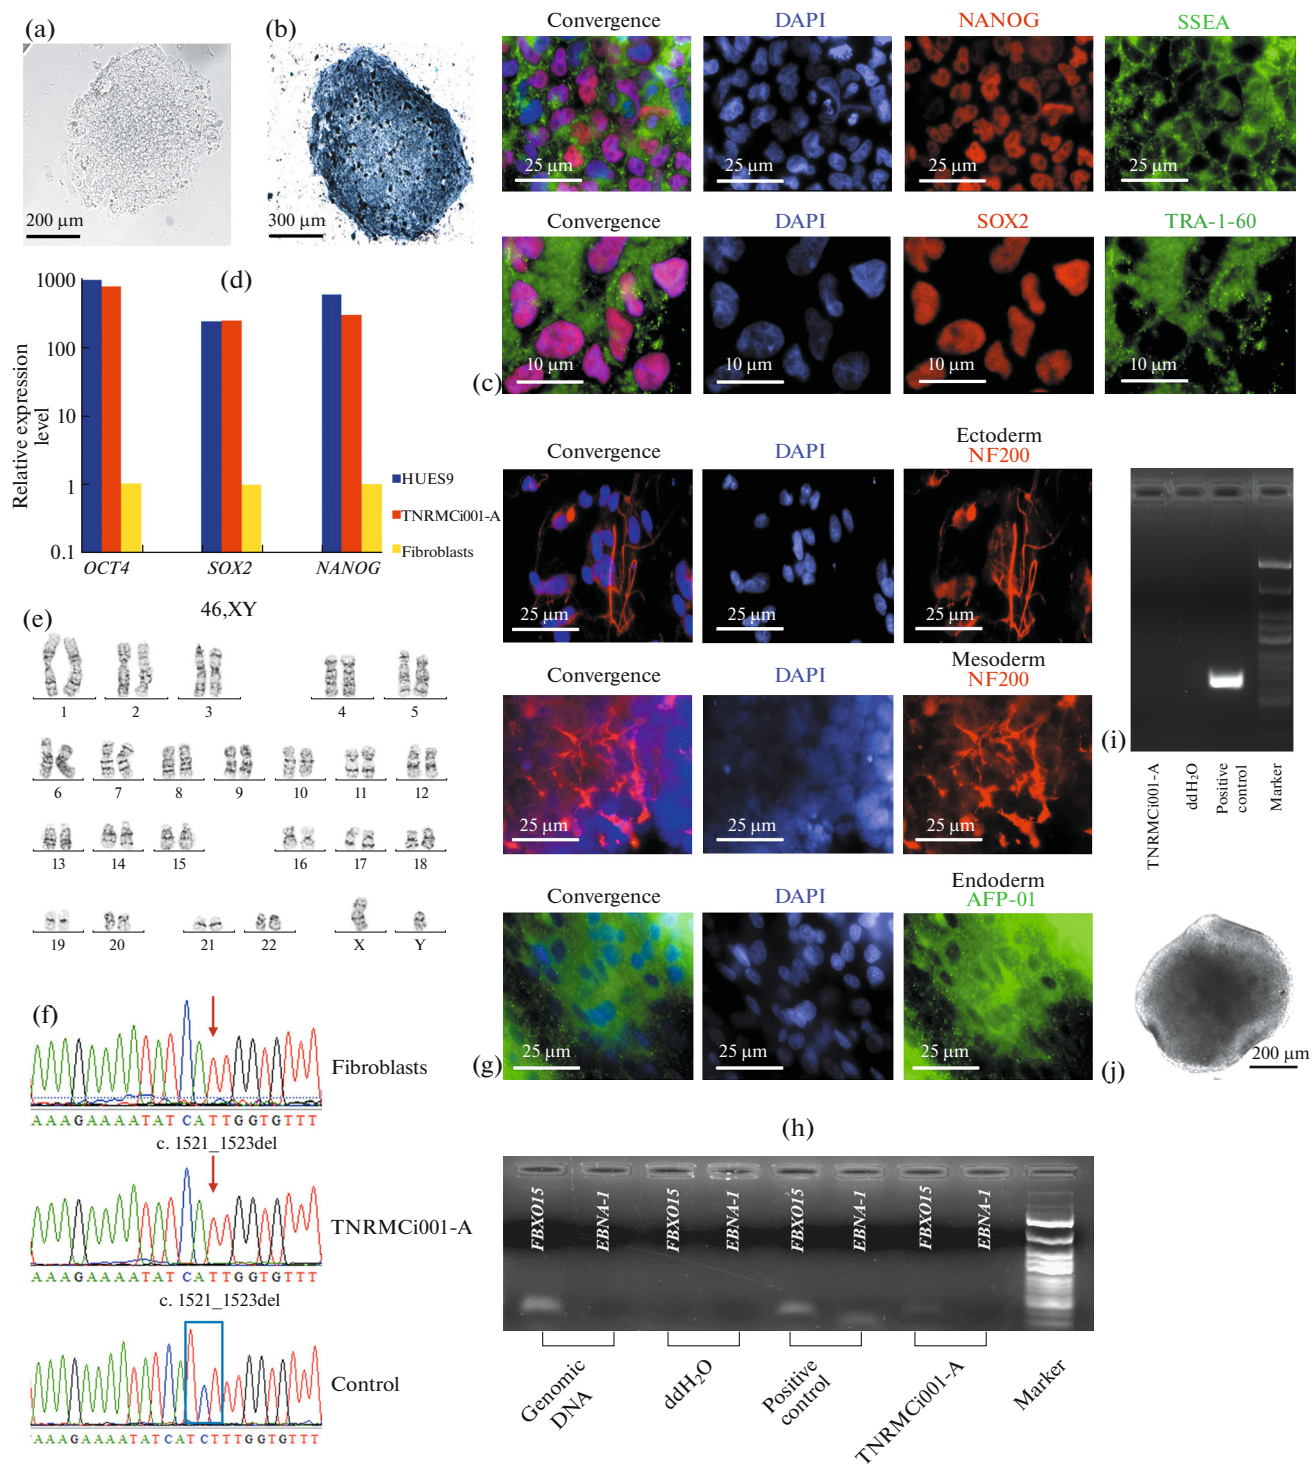 (a)
(b)
200 µm
300 µm
Convergence
DAPI
NANOG
SSEA
25 µm
25 µm
25 µm
25 µm
Convergence
DAPI
SOX2
TRA-1-60
(c)
10 µm
10 µm
10 µm
10 µm
(d)
Relative expression
level
1000
100
10
1
0.1
OCT4
SOX2
NANOG
HUES9
TNRMCi001-A
Fibroblasts
(e)
46,XY
1
2
3
4
5
6
7
8
9
10
11
12
13
14
15
16
17
18
19
20
21
22
X
Y
(f)
Fibroblasts
AAAGAAAATATCATTGGTGTTT
c. 1521_1523del
TNRMCi001-A
AAAGAAAATATCATTGGTGTTT
c. 1521_1523del
Control
AAAGAAAATATCATCTTTGGTGTTT
Convergence
DAPI
Ectoderm
NF200
25 µm
25 µm
25 µm
Convergence
DAPI
Mesoderm
NF200
25 µm
25 µm
25 µm
Convergence
DAPI
Endoderm
AFP-01
(g)
25 µm
25 µm
25 µm
(i)
TNRMCi001-A
ddH2O
Positive
control
Marker
(j)
200 µm
(h)
FBXO15
EBNA-1
FBXO15
EBNA-1
FBXO15
EBNA-1
FBXO15
EBNA-1
Genomic
DNA
ddH2O
Positive
control
TNRMCi001-A
Marker